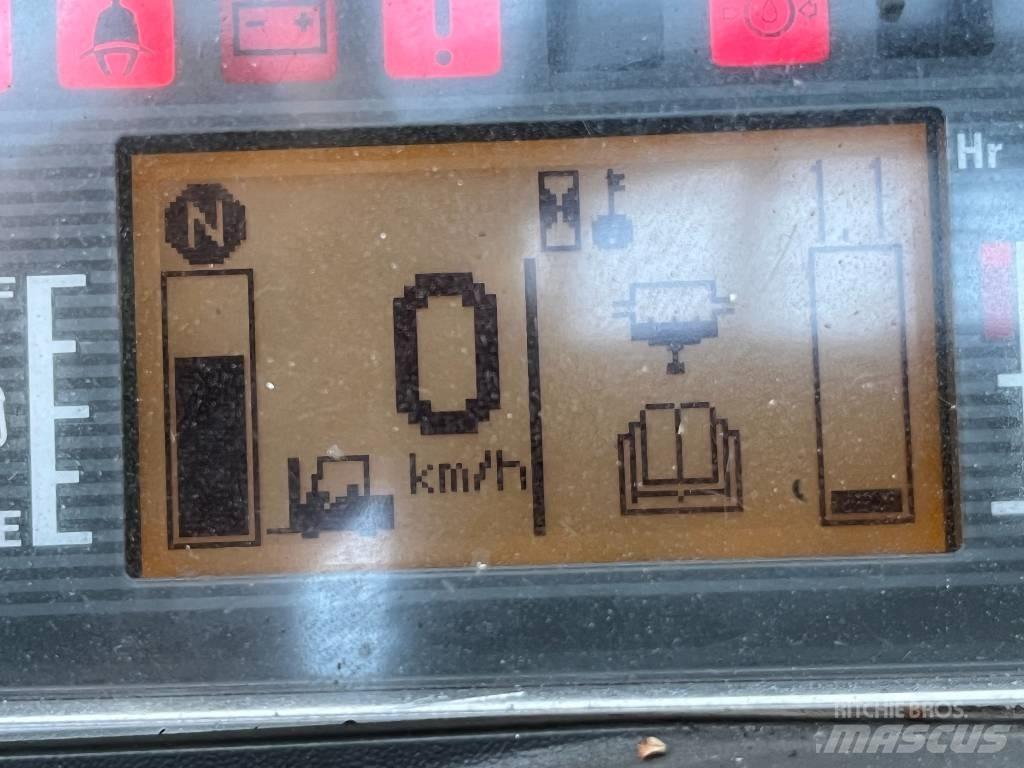 Hr
N
1.1
0
km/h
F
E
RITCHIE BROS.
MASCUS